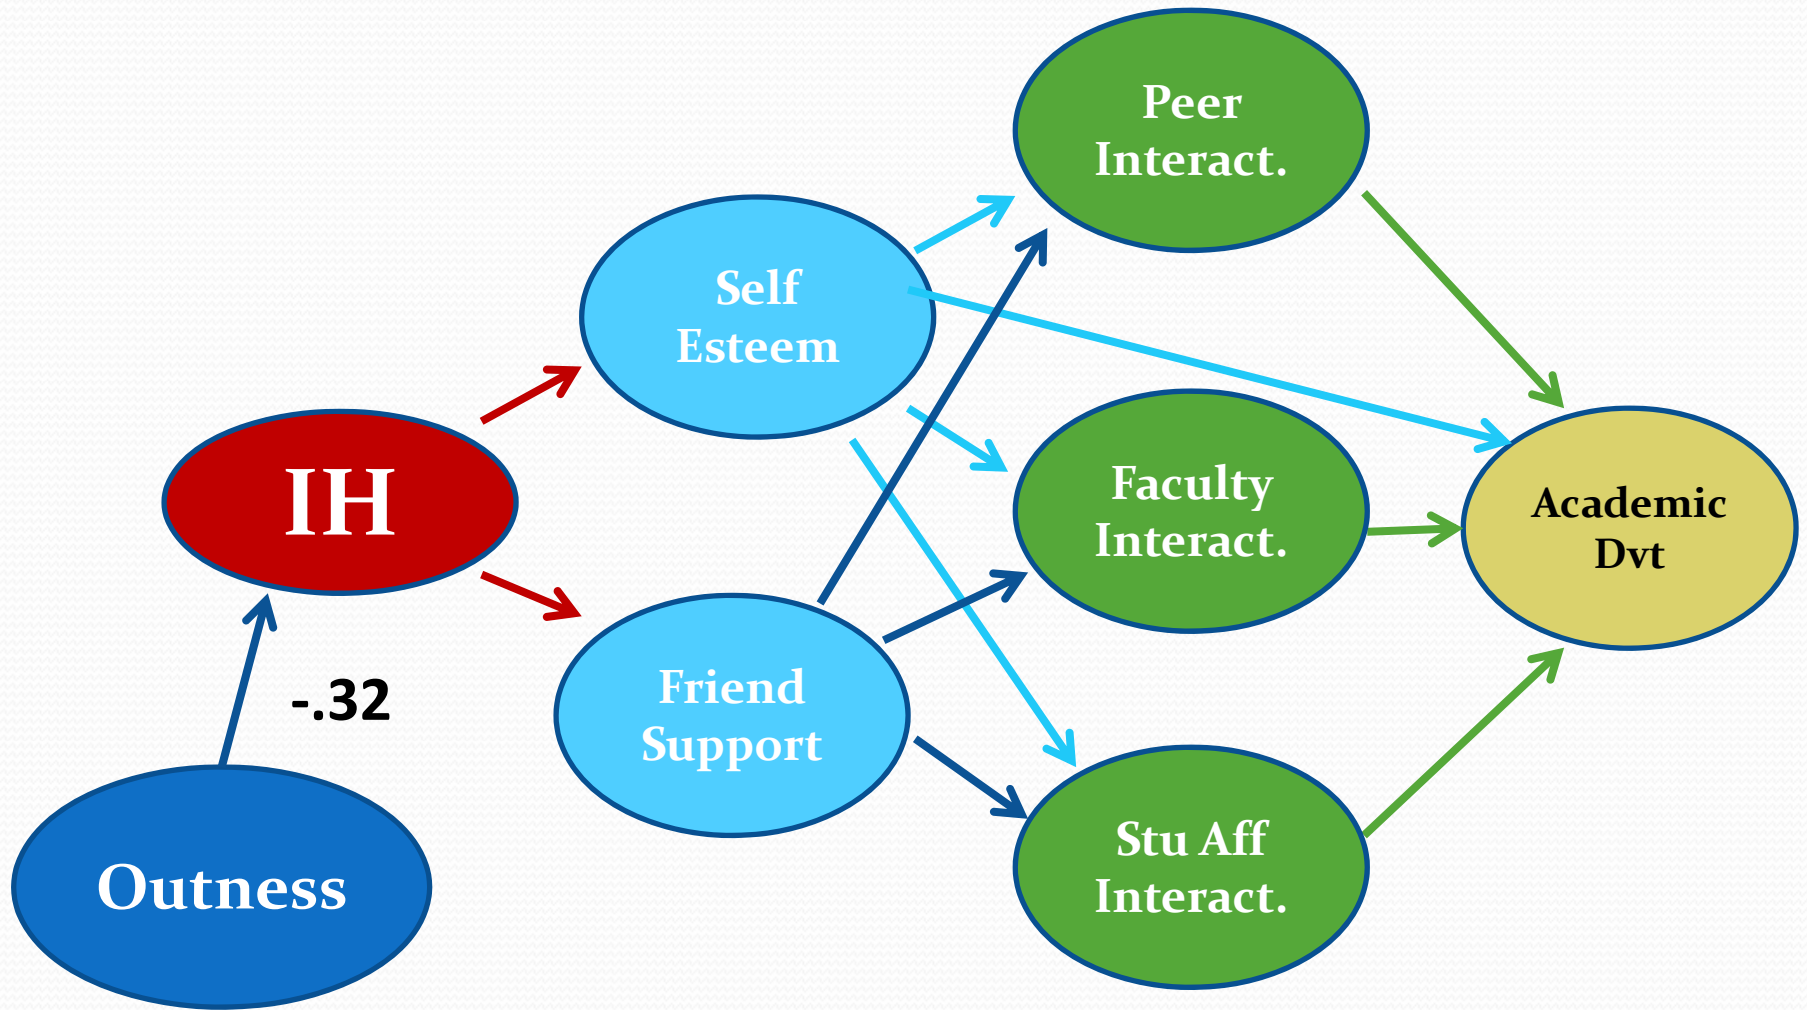 Peer
Interact.
Self
Esteem
IH
Faculty
Interact.
Academic
Dvt
Friend
Support
-.32
Stu Aff
Interact.
Outness